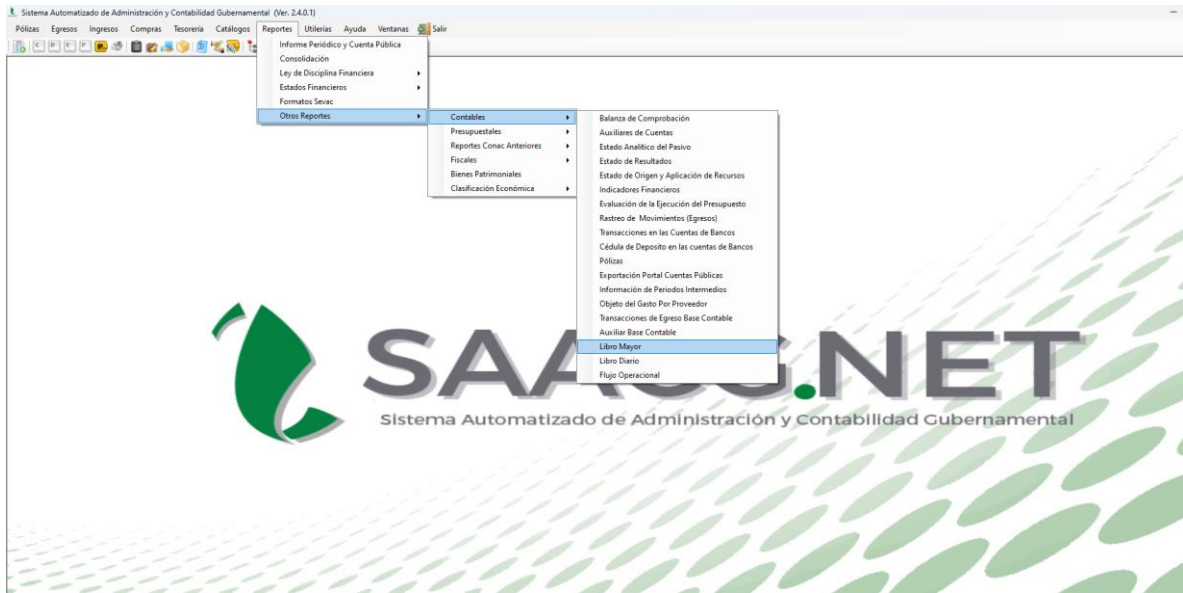 Sistema Automatizado de Administración y Contabilidad Gubernamental (Ver. 2.4.0.1)
Pólizas Egresos Ingresos Compras Tesorería Catálogos Reportes Utilerías Ayuda Ventanas Salir
Informe Periódico y Cuenta Pública
Consolidación
Ley de Disciplina Financiera
Estados Financieros
Formatos Sevac
Otros Reportes
Contables
Presupuestales
Reportes Conac Anteriores
Fiscales
Bienes Patrimoniales
Clasificación Económica
Balanza de Comprobación
Auxiliares de Cuentas
Estado Analítico del Pasivo
Estado de Resultados
Estado de Origen y Aplicación de Recursos
Indicadores Financieros
Evaluación de la Ejecución del Presupuesto
Rastreo de Movimientos (Egresos)
Transacciones en las Cuentas de Bancos
Cédula de Deposito en las cuentas de Bancos
Pólizas
Exportación Portal Cuentas Públicas
Información de Periodos Intermedios
Objeto del Gasto Por Proveedor
Transacciones de Egreso Base Contable
Auxiliar Base Contable
Libro Mayor
Libro Diario
Flujo Operacional
SAACG.NET
Sistema Automatizado de Administración y Contabilidad Gubernamental